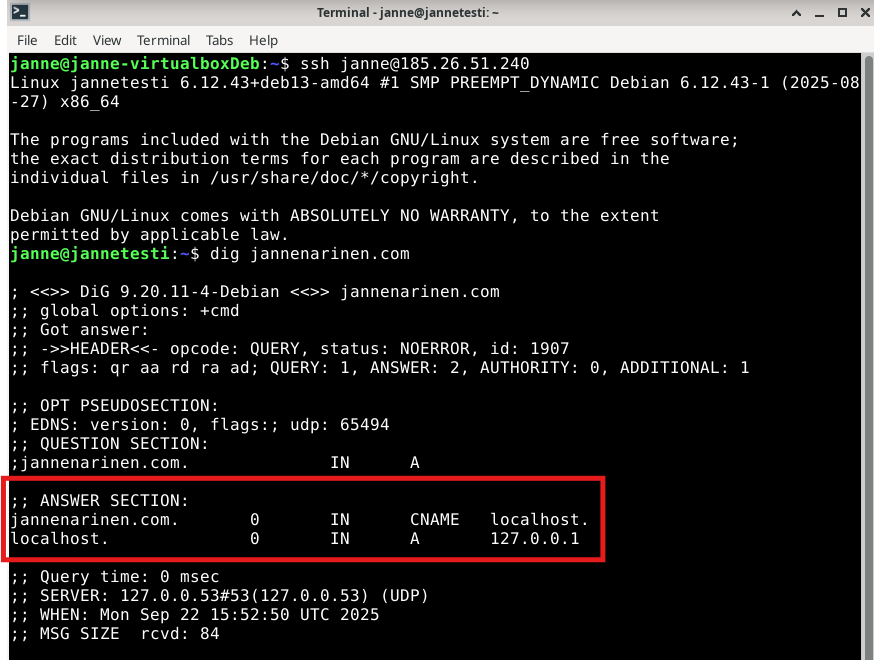 Terminal - janne@jannetesti: ~
File Edit View Terminal Tabs Help
janne@janne-virtualboxDeb:~$ ssh janne@185.26.51.240
Linux jannetesti 6.12.43+deb13-amd64 #1 SMP PREEMPT_DYNAMIC Debian 6.12.43-1 (2025-08
-27) x86_64

The programs included with the Debian GNU/Linux system are free software;
the exact distribution terms for each program are described in the
individual files in /usr/share/doc/*/copyright.

Debian GNU/Linux comes with ABSOLUTELY NO WARRANTY, to the extent
permitted by applicable law.
janne@jannetesti:~$ dig jannenarinen.com

; <<>> DiG 9.20.11-4-Debian <<>> jannenarinen.com
;; global options: +cmd
;; Got answer:
;; ->>HEADER<<- opcode: QUERY, status: NOERROR, id: 1907
;; flags: qr aa rd ra ad; QUERY: 1, ANSWER: 2, AUTHORITY: 0, ADDITIONAL: 1

;; OPT PSEUDOSECTION:
; EDNS: version: 0, flags:; udp: 65494
;; QUESTION SECTION:
;jannenarinen.com.              IN      A

;; ANSWER SECTION:
jannenarinen.com.       0       IN      CNAME   localhost.
localhost.              0       IN      A       127.0.0.1

;; Query time: 0 msec
;; SERVER: 127.0.0.53#53(127.0.0.53) (UDP)
;; WHEN: Mon Sep 22 15:52:50 UTC 2025
;; MSG SIZE  rcvd: 84